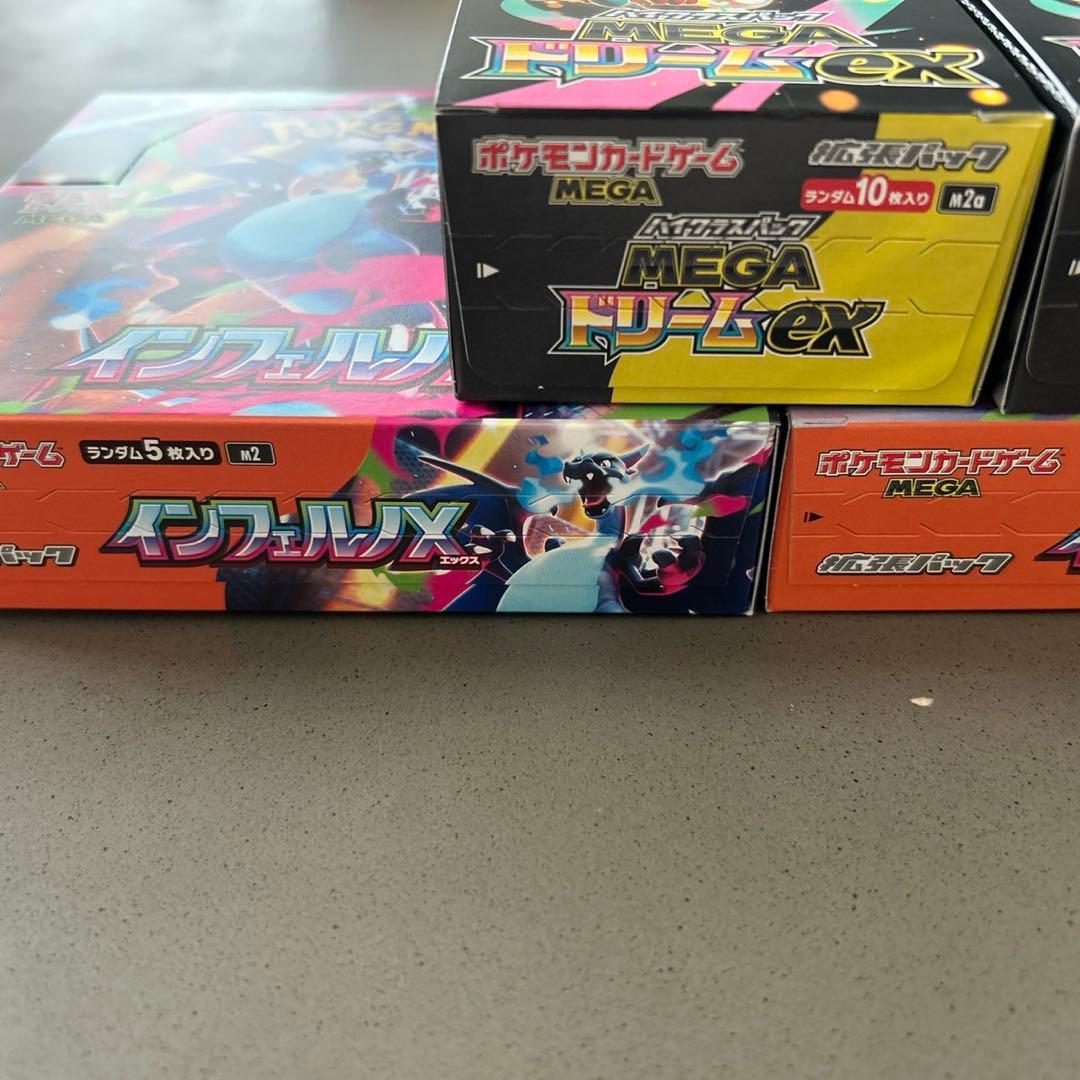 ハイクラスパック
MEGA
ドリームex
ポケモンカードゲーム
MEGA
拡張パック
ランダム10枚入り
M2a
ハイクラスパック
MEGA
ドリームex
POKÉM
MEGA
インフェルノ
ゲーム
ランダム5枚入り
M2
インフェルノX
エックス
パック
ポケモンカードゲーム
MEGA
拡張パック